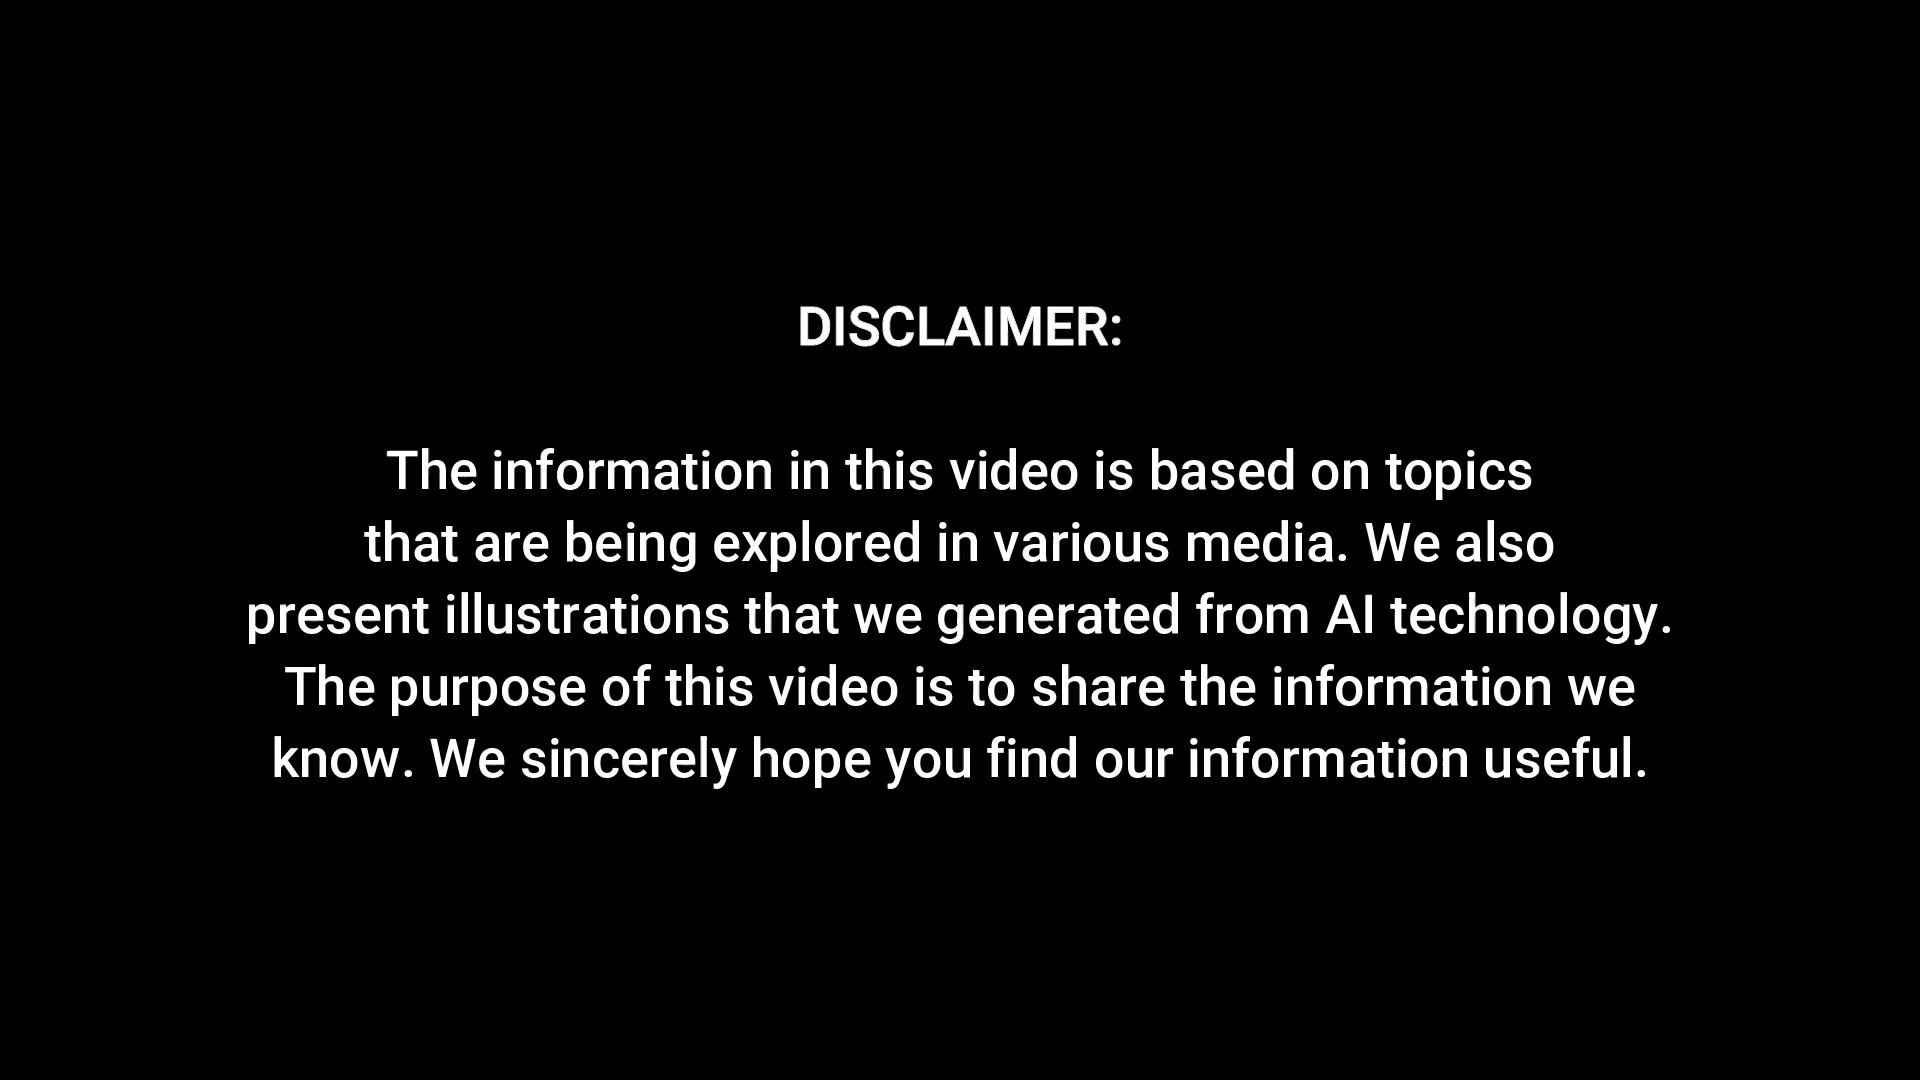 DISCLAIMER:
The information in this video is based on topics
that are being explored in various media. We also
present illustrations that we generated from AI technology.
The purpose of this video is to share the information we
know. We sincerely hope you find our information useful.